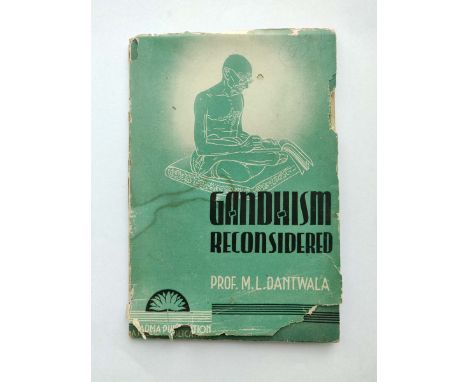 GANDHISM
RECONSIDERED
PROF. M. L. DANTWALA